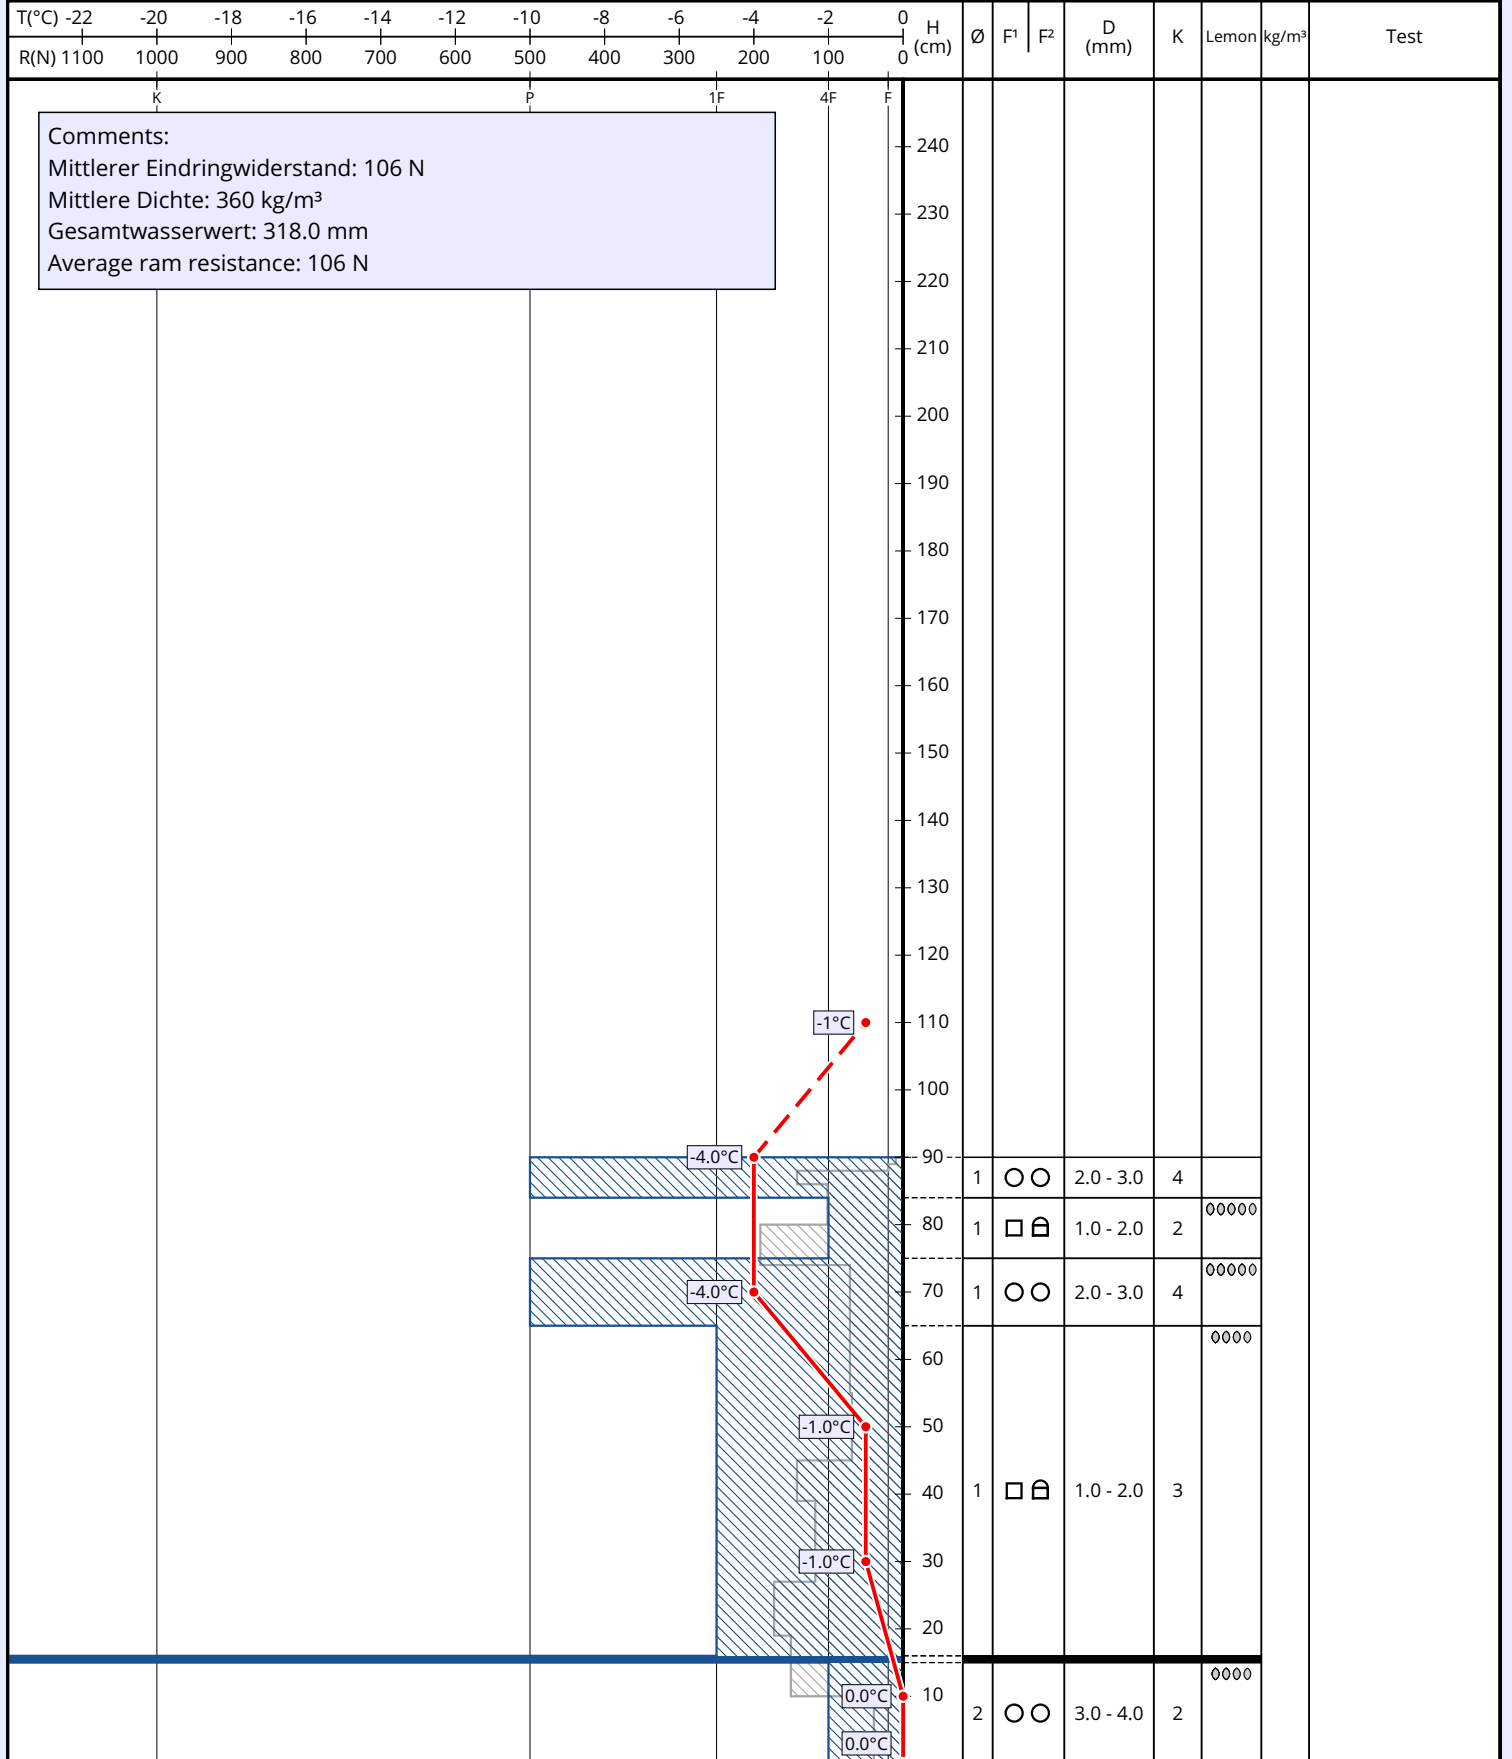 T(°C) -22 -20 -18 -16 -14 -12 -10 -8 -6 -4 -2 0
R(N) 1100 1000 900 800 700 600 500 400 300 200 100 0
H (cm) Ø F¹ F² D (mm) K Lemon kg/m³ Test
K P 1F 4F F
Comments:
Mittlerer Eindringwiderstand: 106 N
Mittlere Dichte: 360 kg/m³
Gesamtwasserwert: 318.0 mm
Average ram resistance: 106 N
240
230
220
210
200
190
180
170
160
150
140
130
120
-1°C 110
100
-4.0°C 90
1 2.0 - 3.0 4
80
1 1.0 - 2.0 2
-4.0°C 70 1 2.0 - 3.0 4
60
-1.0°C 50
40 1 1.0 - 2.0 3
-1.0°C 30
20
0.0°C 10
2 3.0 - 4.0 2
0.0°C